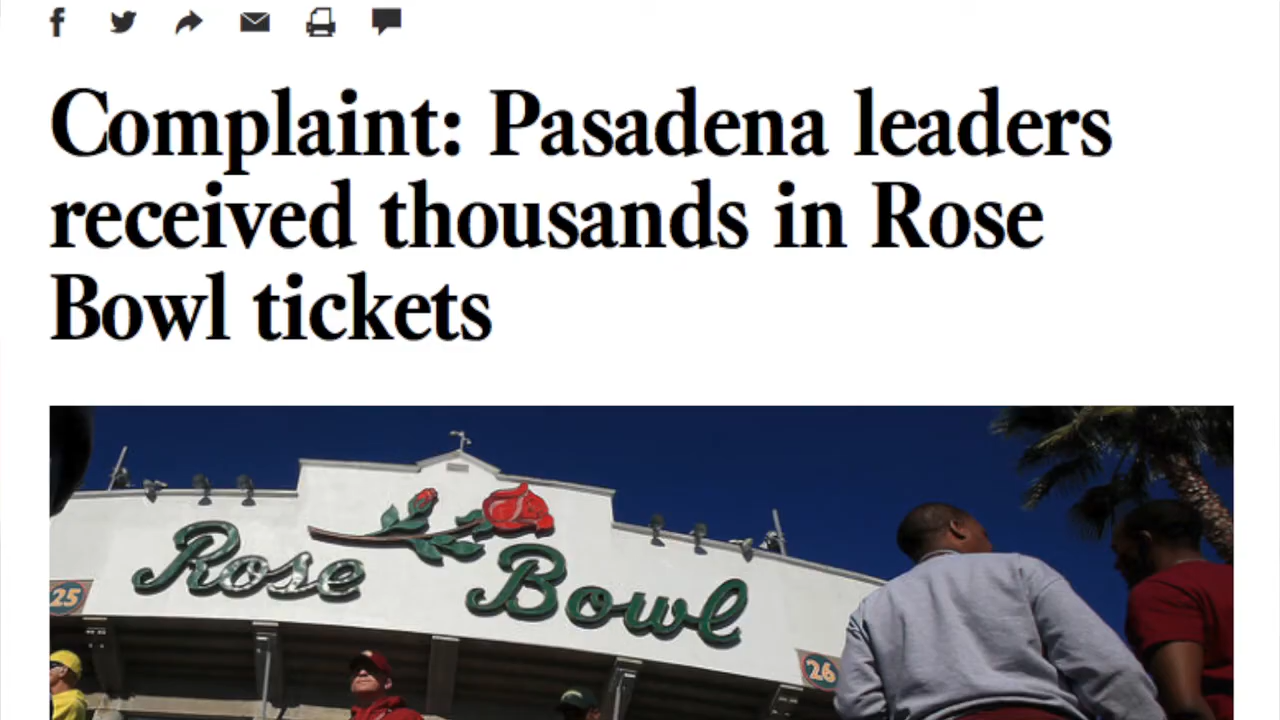 Complaint: Pasadena leaders
received thousands in Rose
Bowl tickets
Rose Bowl
25
26